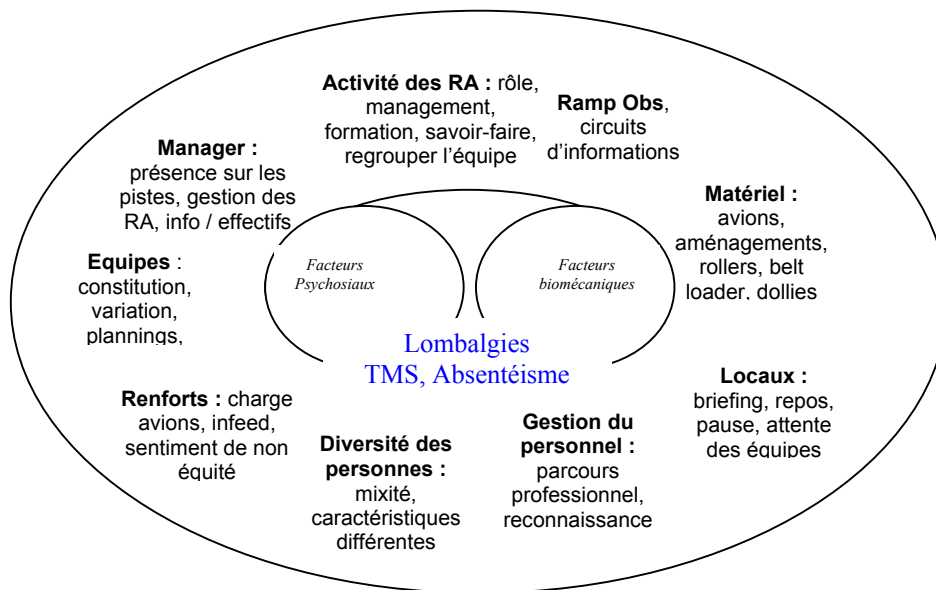 Activité des RA : rôle,
management,
formation, savoir-faire,
regrouper l'équipe
Ramp Obs,
circuits
d'informations
Manager :
présence sur les
pistes, gestion des
RA, info / effectifs
Matériel :
avions,
aménagements,
rollers, belt
loader, dollies
Equipes :
constitution,
variation,
plannings,
Facteurs
Psychosiaux
Facteurs
biomécaniques
Lombalgies
TMS, Absentéisme
Renforts : charge
avions, infeed,
sentiment de non
équité
Diversité des
personnes :
mixité,
caractéristiques
différentes
Gestion du
personnel :
parcours
professionnel,
reconnaissance
Locaux :
briefing, repos,
pause, attente
des équipes